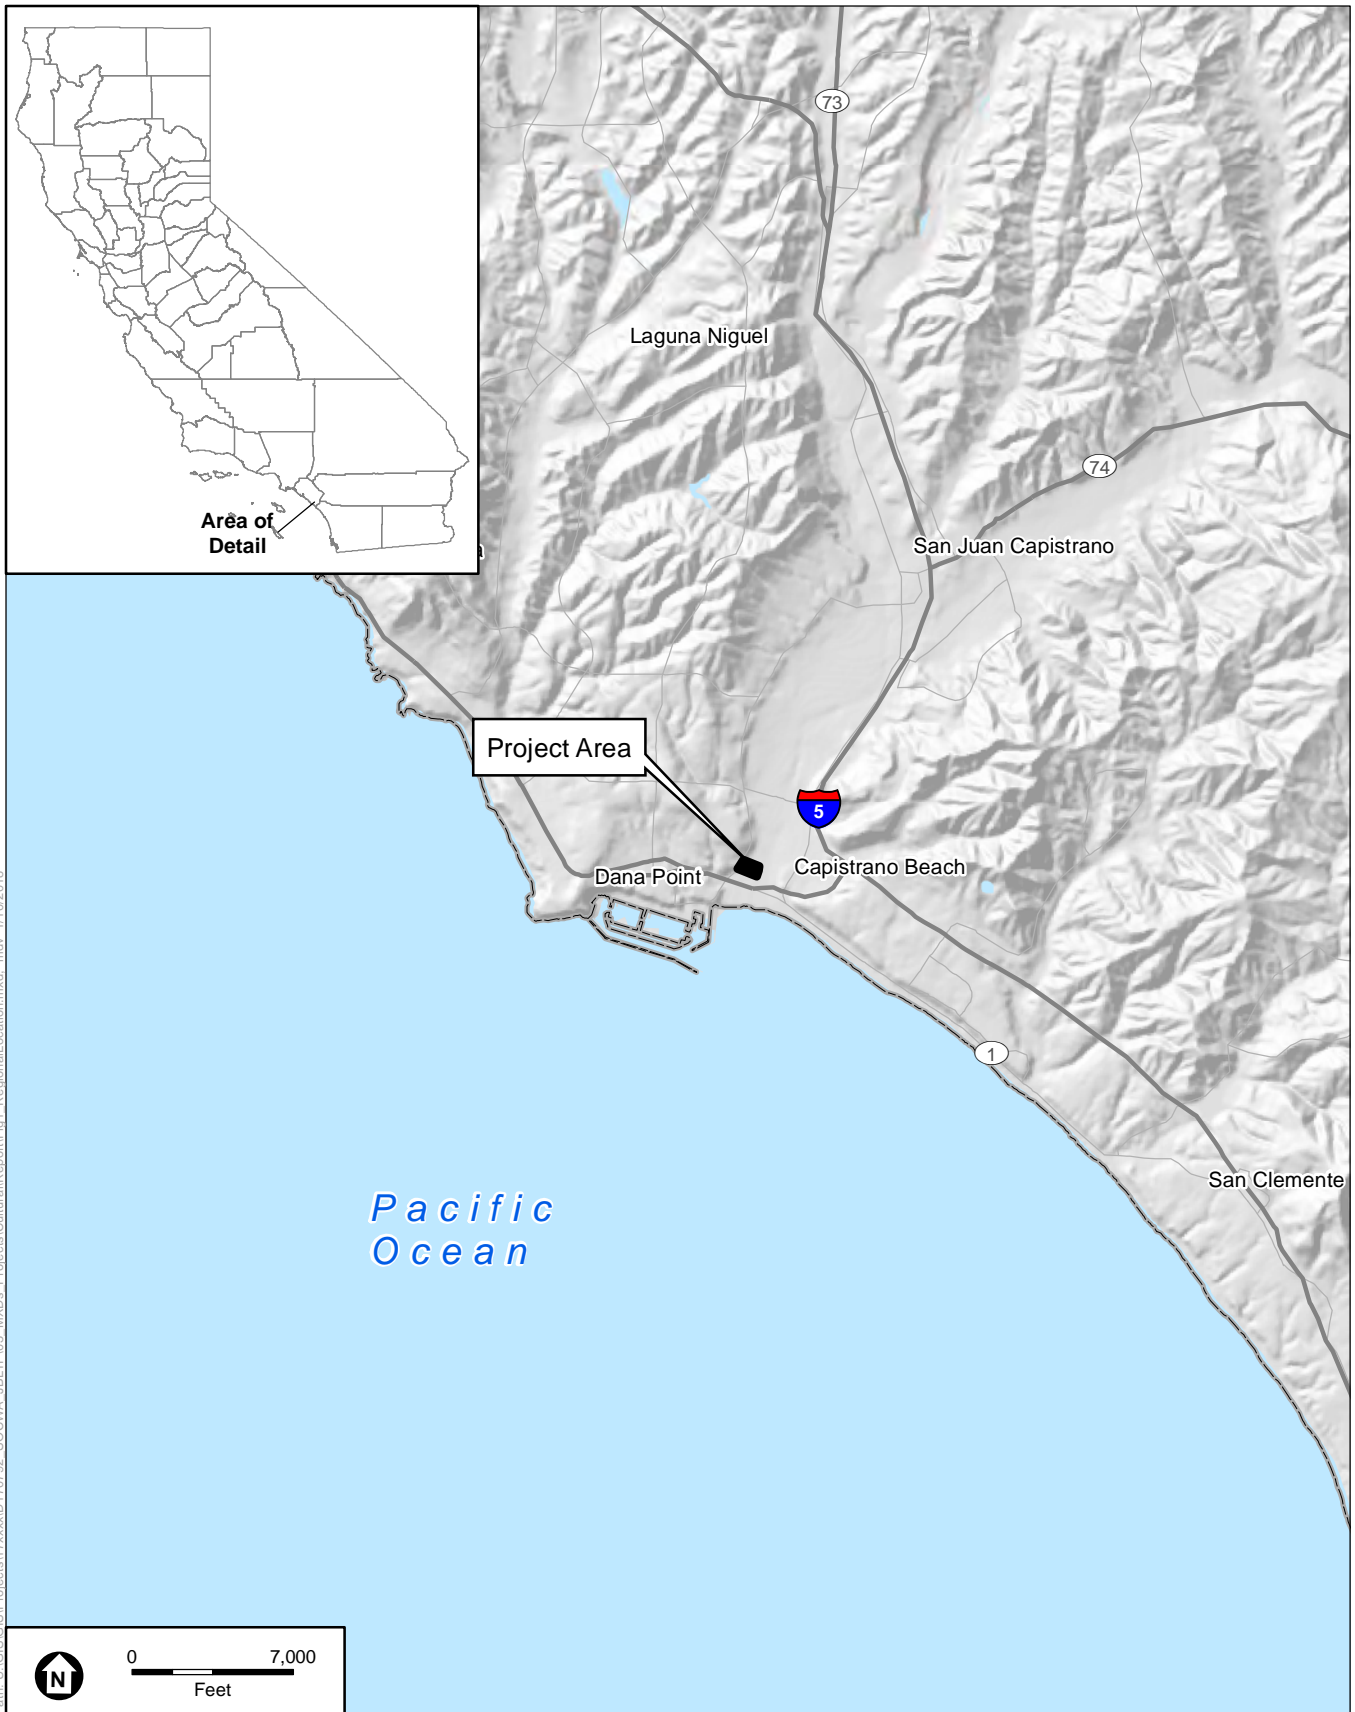 73
Laguna Niguel
74
Area of
Detail
San Juan Capistrano
Project Area
5
Capistrano Beach
Dana Point
1
San Clemente
Pacific
Ocean
N
0 7,000
Feet